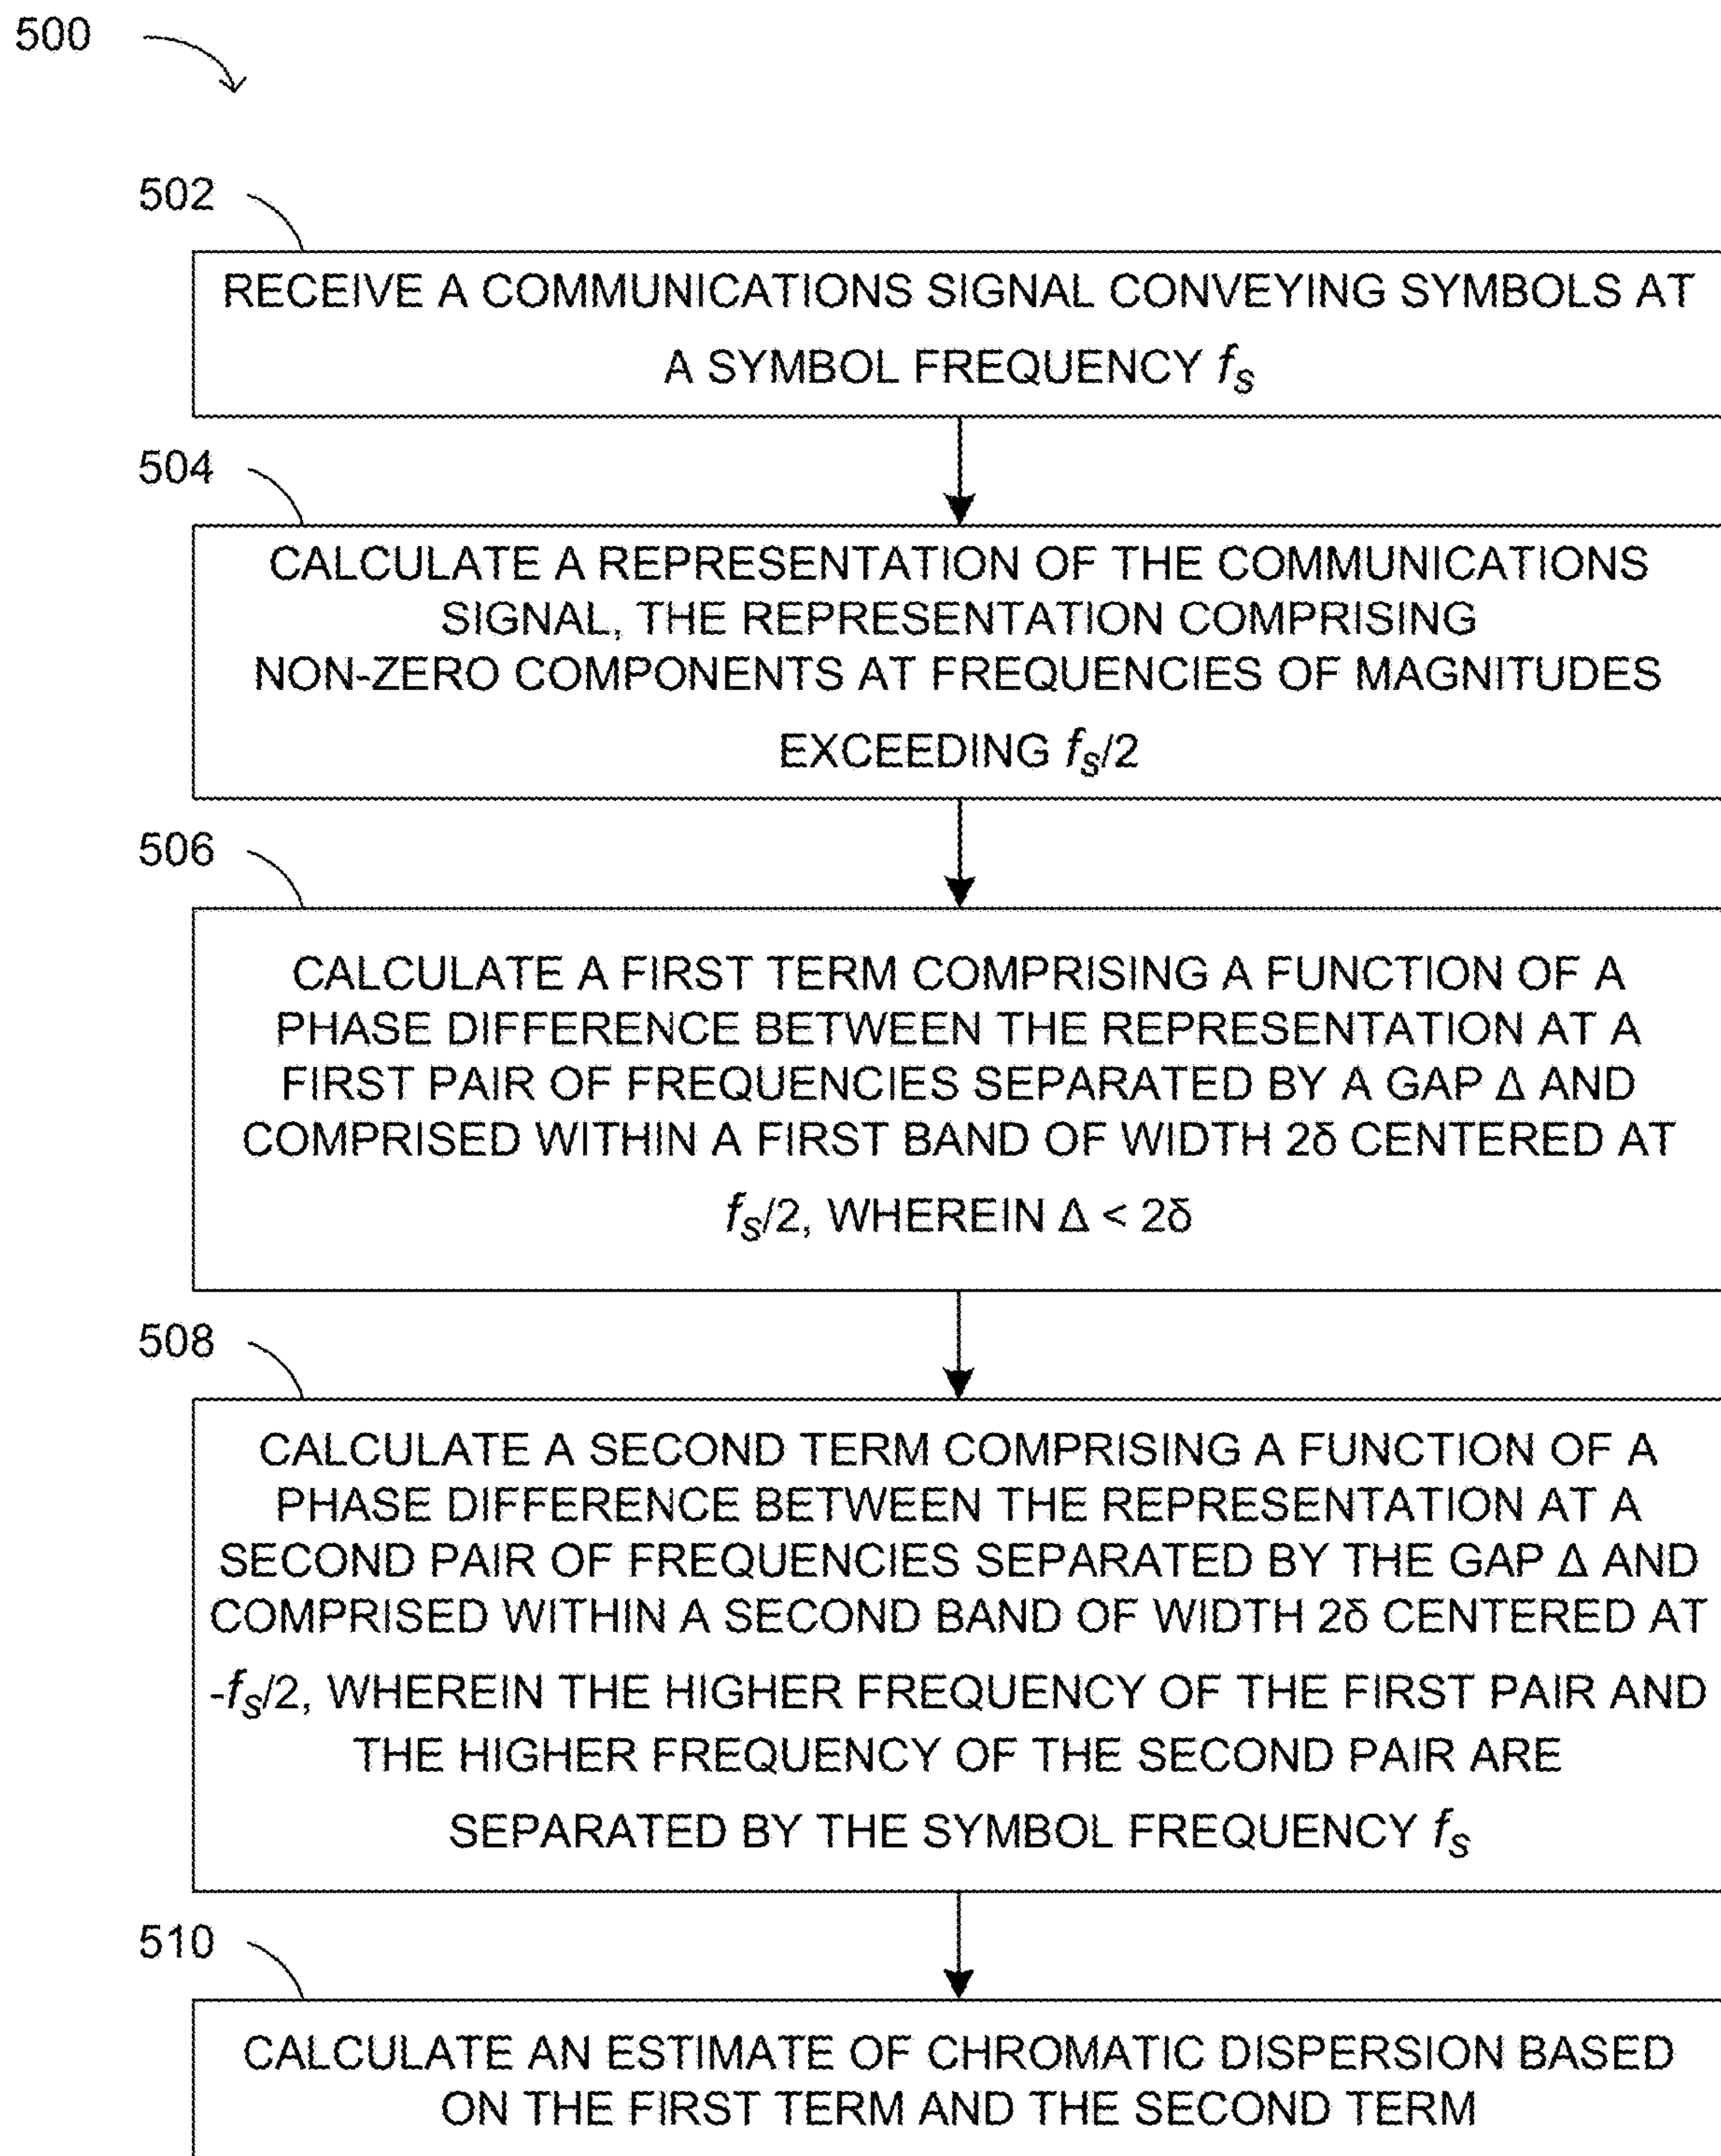 500
502
RECEIVE A COMMUNICATIONS SIGNAL CONVEYING SYMBOLS AT
A SYMBOL FREQUENCY fs
504
CALCULATE A REPRESENTATION OF THE COMMUNICATIONS
SIGNAL, THE REPRESENTATION COMPRISING
NON-ZERO COMPONENTS AT FREQUENCIES OF MAGNITUDES
EXCEEDING fs/2
506
CALCULATE A FIRST TERM COMPRISING A FUNCTION OF A
PHASE DIFFERENCE BETWEEN THE REPRESENTATION AT A
FIRST PAIR OF FREQUENCIES SEPARATED BY A GAP Δ AND
COMPRISED WITHIN A FIRST BAND OF WIDTH 2δ CENTERED AT
fs/2, WHEREIN Δ < 2δ
508
CALCULATE A SECOND TERM COMPRISING A FUNCTION OF A
PHASE DIFFERENCE BETWEEN THE REPRESENTATION AT A
SECOND PAIR OF FREQUENCIES SEPARATED BY THE GAP Δ AND
COMPRISED WITHIN A SECOND BAND OF WIDTH 2δ CENTERED AT
-fs/2, WHEREIN THE HIGHER FREQUENCY OF THE FIRST PAIR AND
THE HIGHER FREQUENCY OF THE SECOND PAIR ARE
SEPARATED BY THE SYMBOL FREQUENCY fs
510
CALCULATE AN ESTIMATE OF CHROMATIC DISPERSION BASED
ON THE FIRST TERM AND THE SECOND TERM